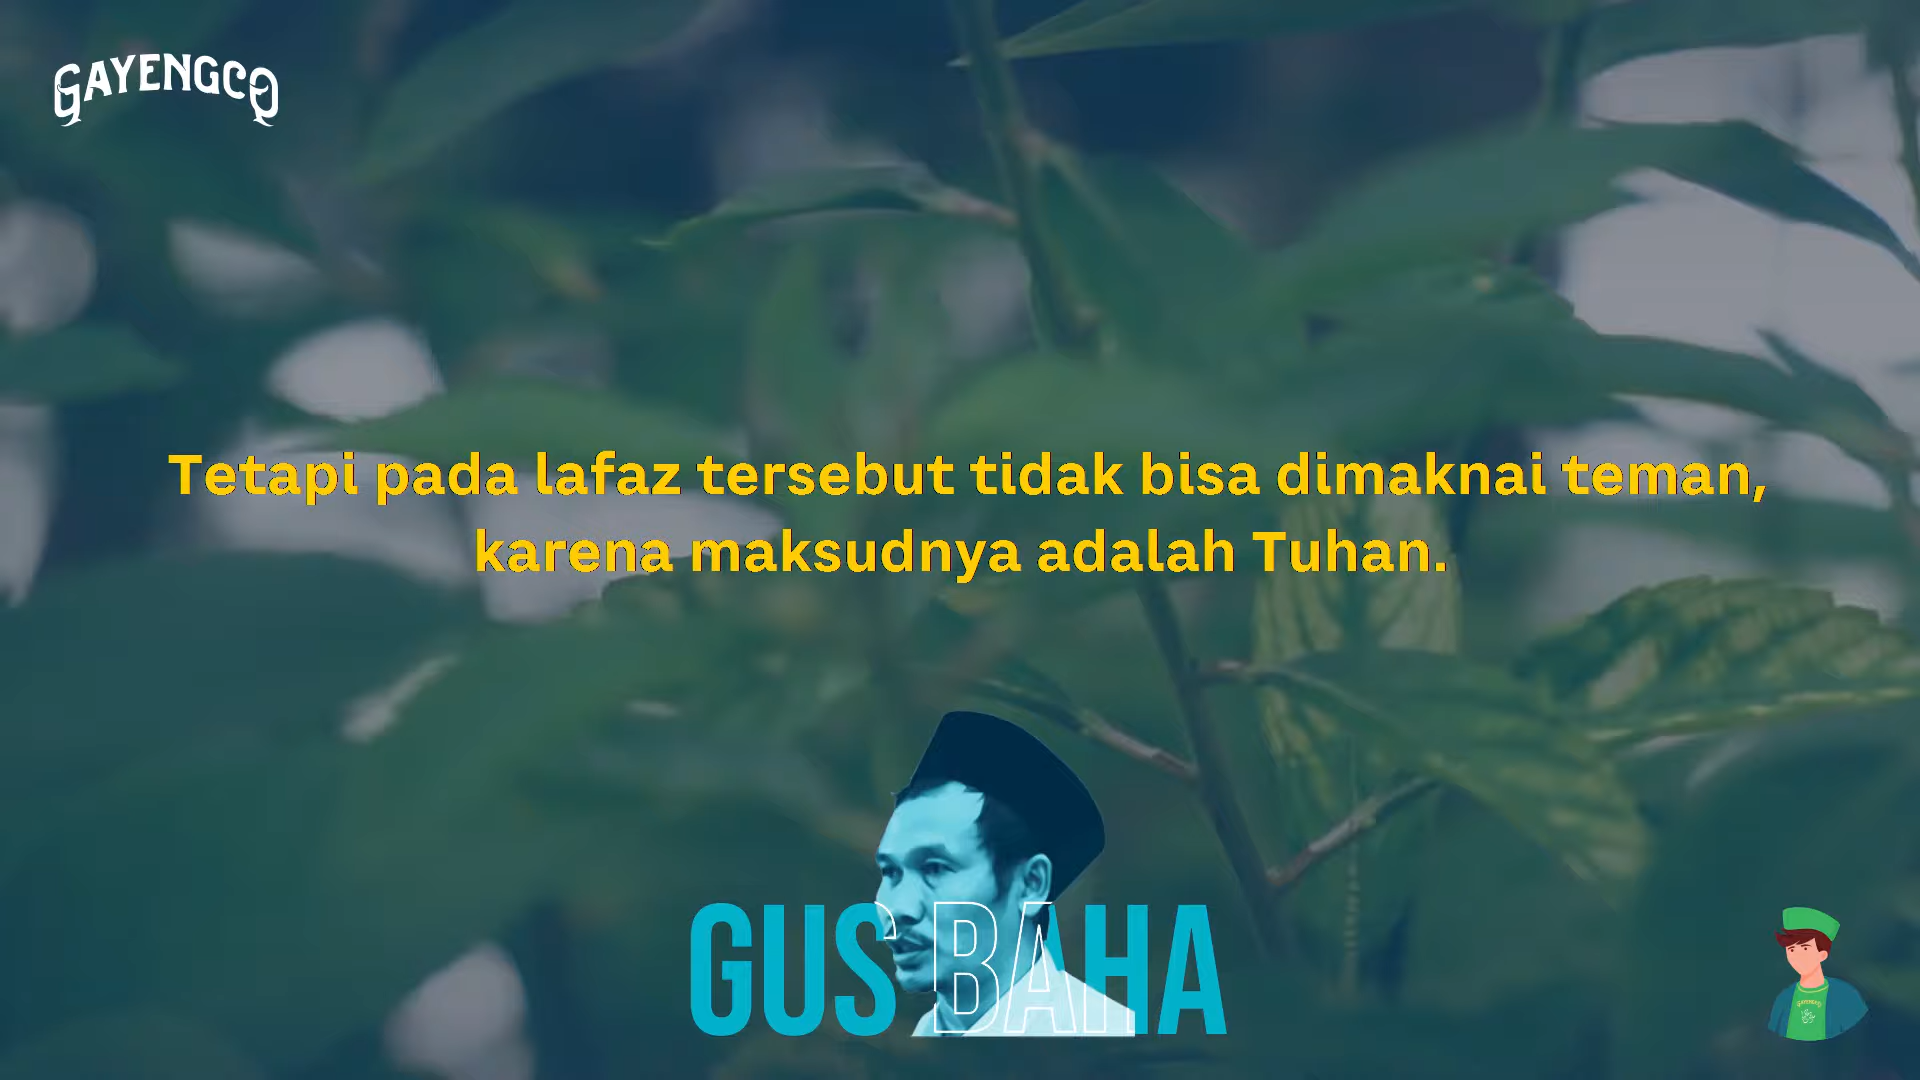 GAYENGCO
Tetapi pada lafaz tersebut tidak bisa dimaknai teman,
karena maksudnya adalah Tuhan.
GUS BAHA